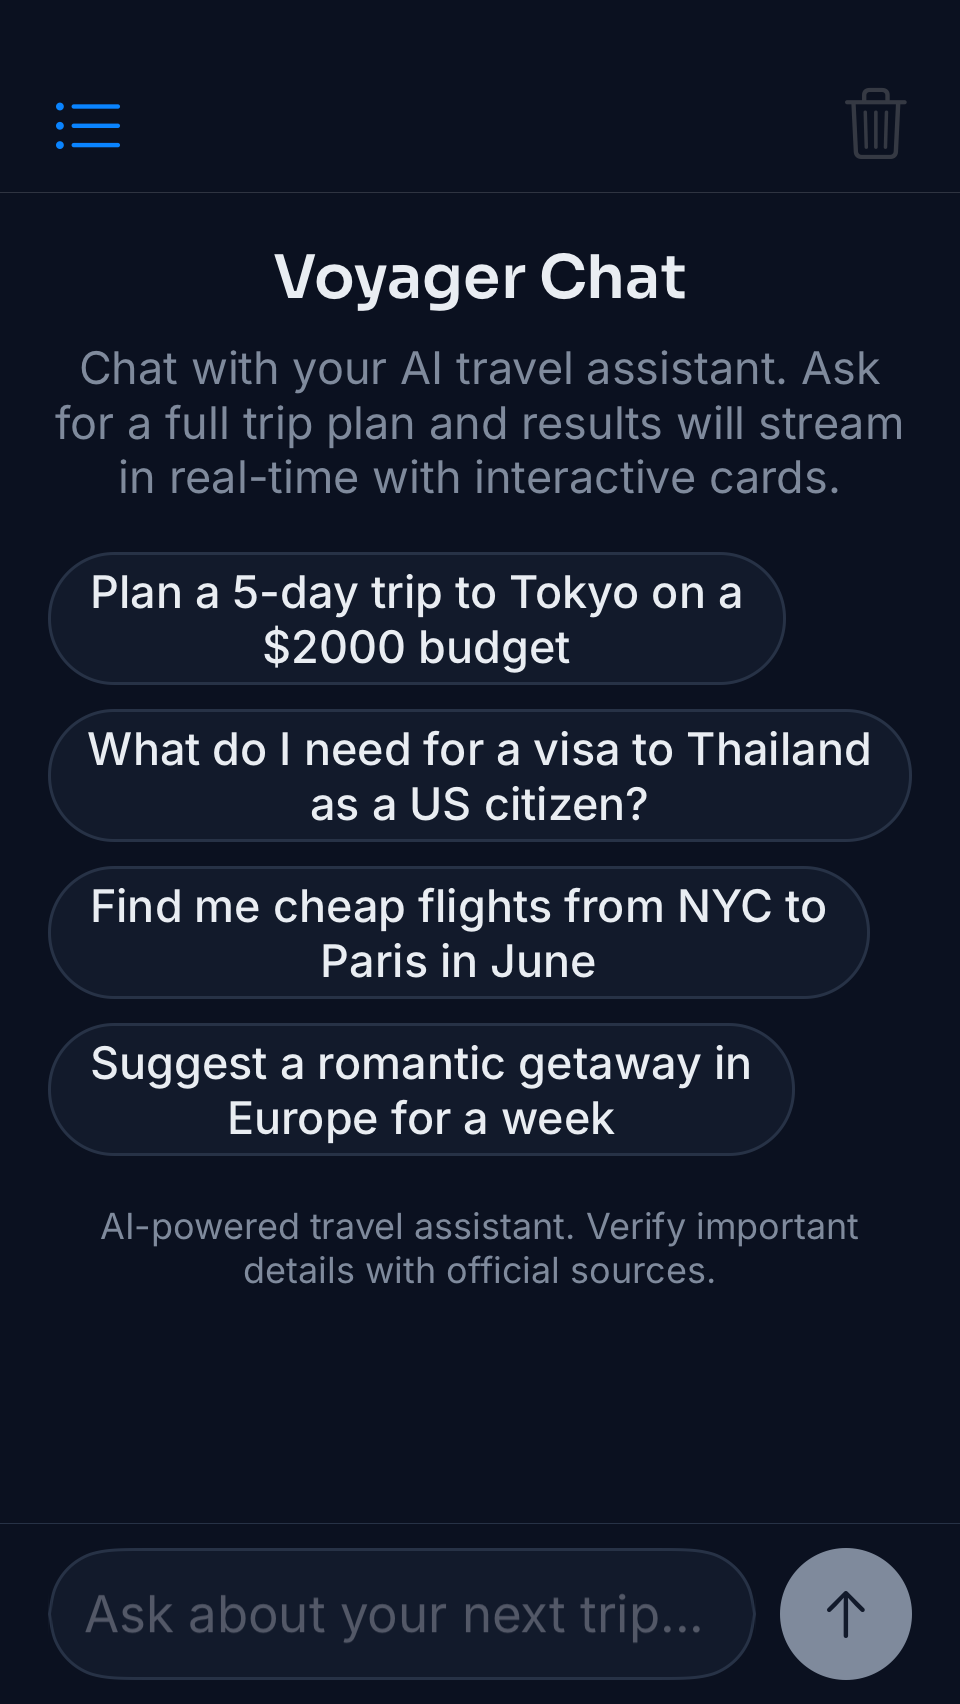 Voyager Chat
Chat with your AI travel assistant. Ask
for a full trip plan and results will stream
in real-time with interactive cards.
Plan a 5-day trip to Tokyo on a
$2000 budget
What do I need for a visa to Thailand
as a US citizen?
Find me cheap flights from NYC to
Paris in June
Suggest a romantic getaway in
Europe for a week
AI-powered travel assistant. Verify important
details with official sources.
Ask about your next trip...